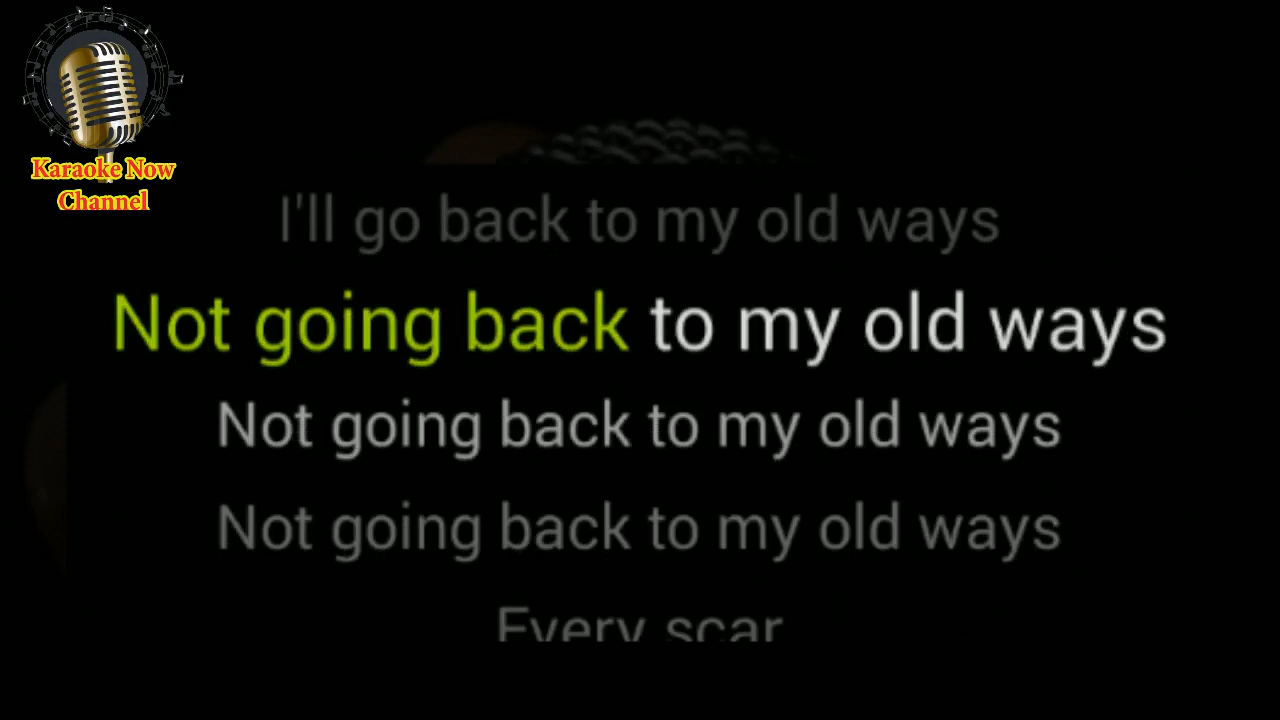 Karaoke Now
Channel
I'll go back to my old ways
Not going back to my old ways
Not going back to my old ways
Not going back to my old ways
Every scar